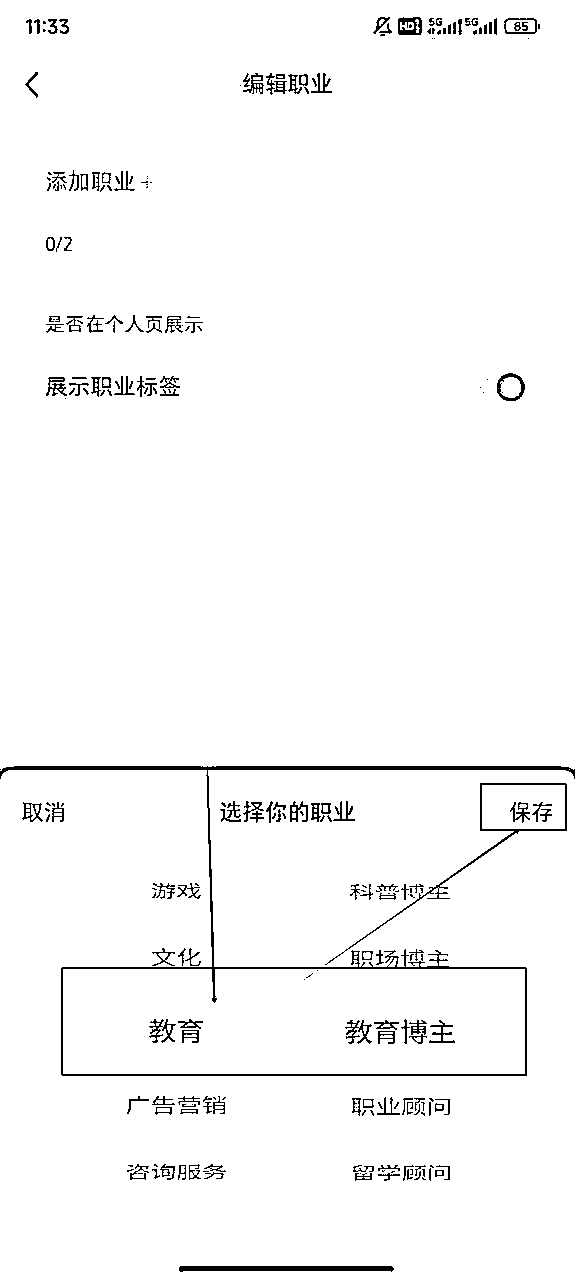 11:33 HD 5G 5G 85
编辑职业
添加职业 +
0/2
是否在个人页展示
展示职业标签
取消 选择你的职业 保存
游戏 科普博主
文化 职场博主
教育 教育博主
广告营销 职业顾问
咨询服务 留学顾问